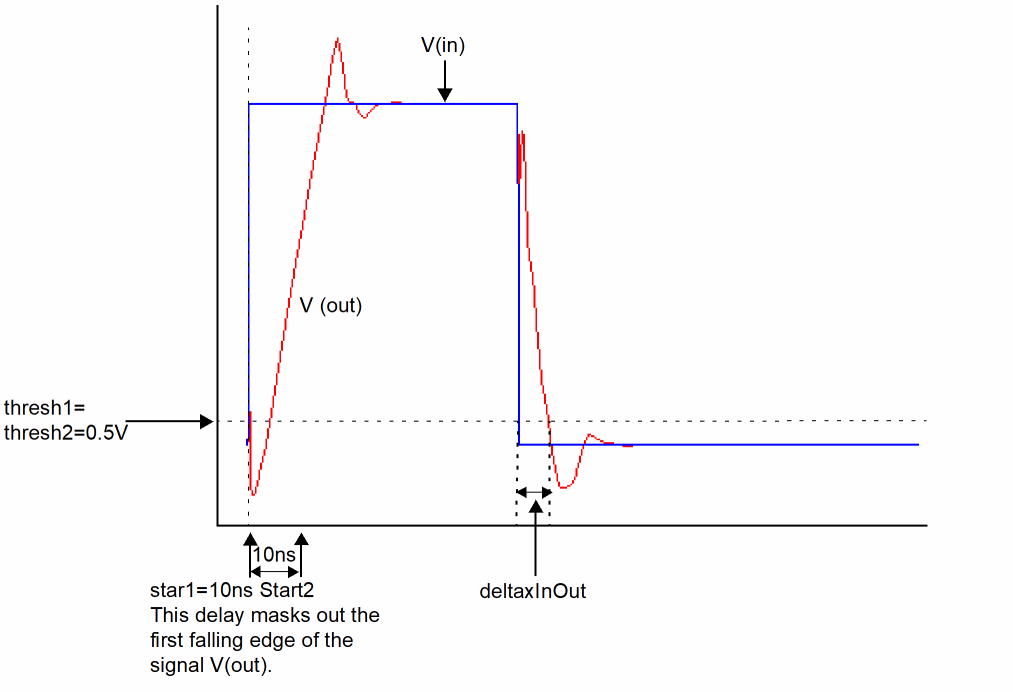 V(in)
V (out)
thresh1=
thresh2=0.5V
10ns
star1=10ns Start2
This delay masks out the
first falling edge of the
signal V(out).
deltaxInOut